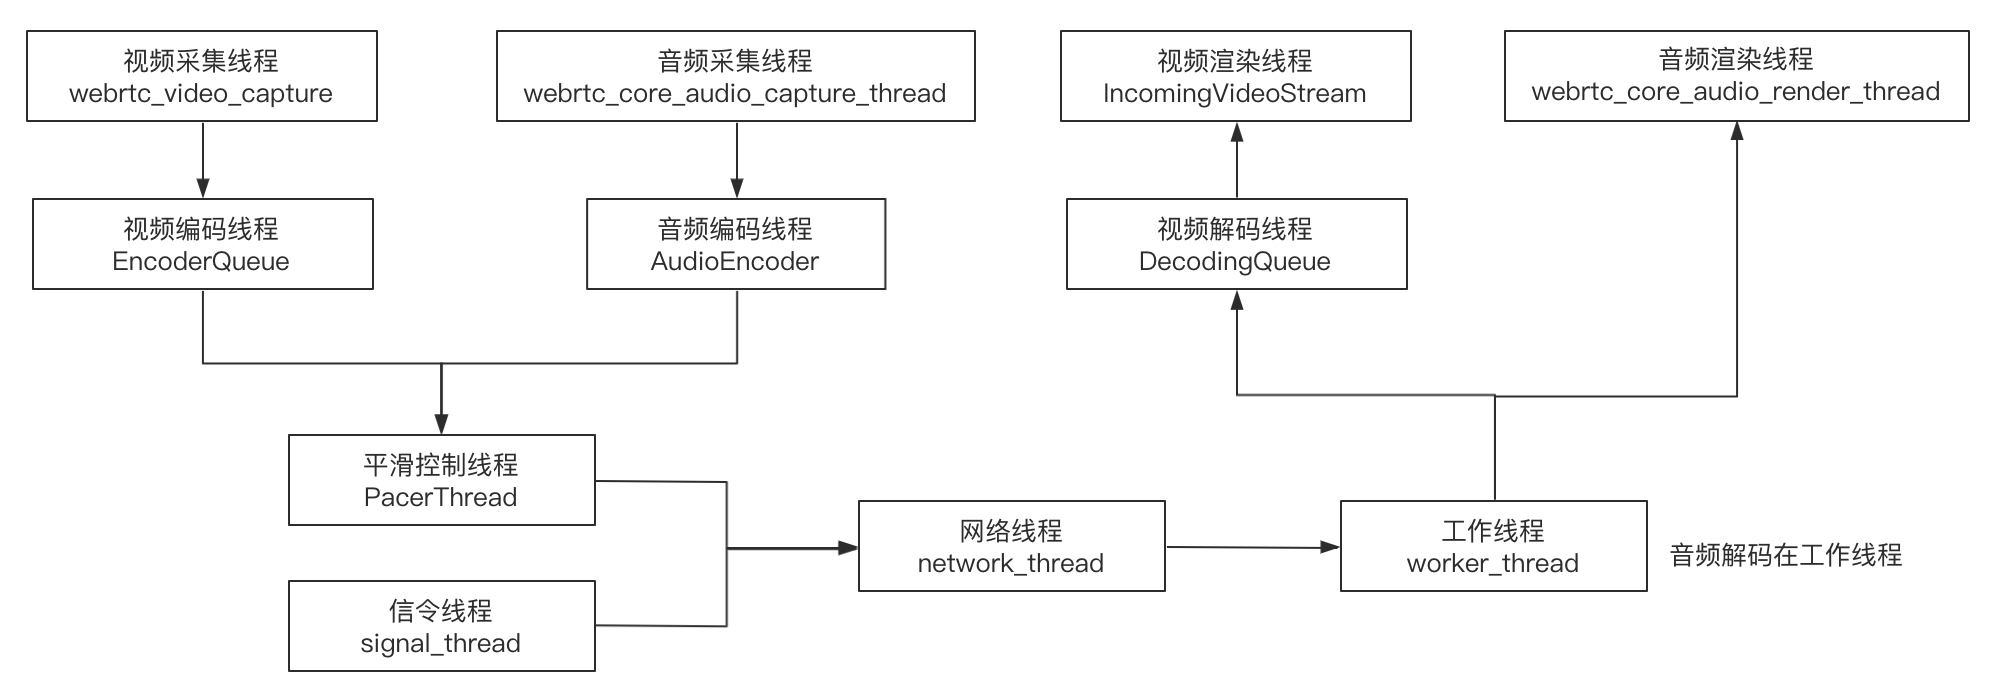 视频采集线程
webrtc_video_capture
音频采集线程
webrtc_core_audio_capture_thread
视频渲染线程
IncomingVideoStream
音频渲染线程
webrtc_core_audio_render_thread
视频编码线程
EncoderQueue
音频编码线程
AudioEncoder
视频解码线程
DecodingQueue
平滑控制线程
PacerThread
网络线程
network_thread
工作线程
worker_thread
音频解码在工作线程
信令线程
signal_thread